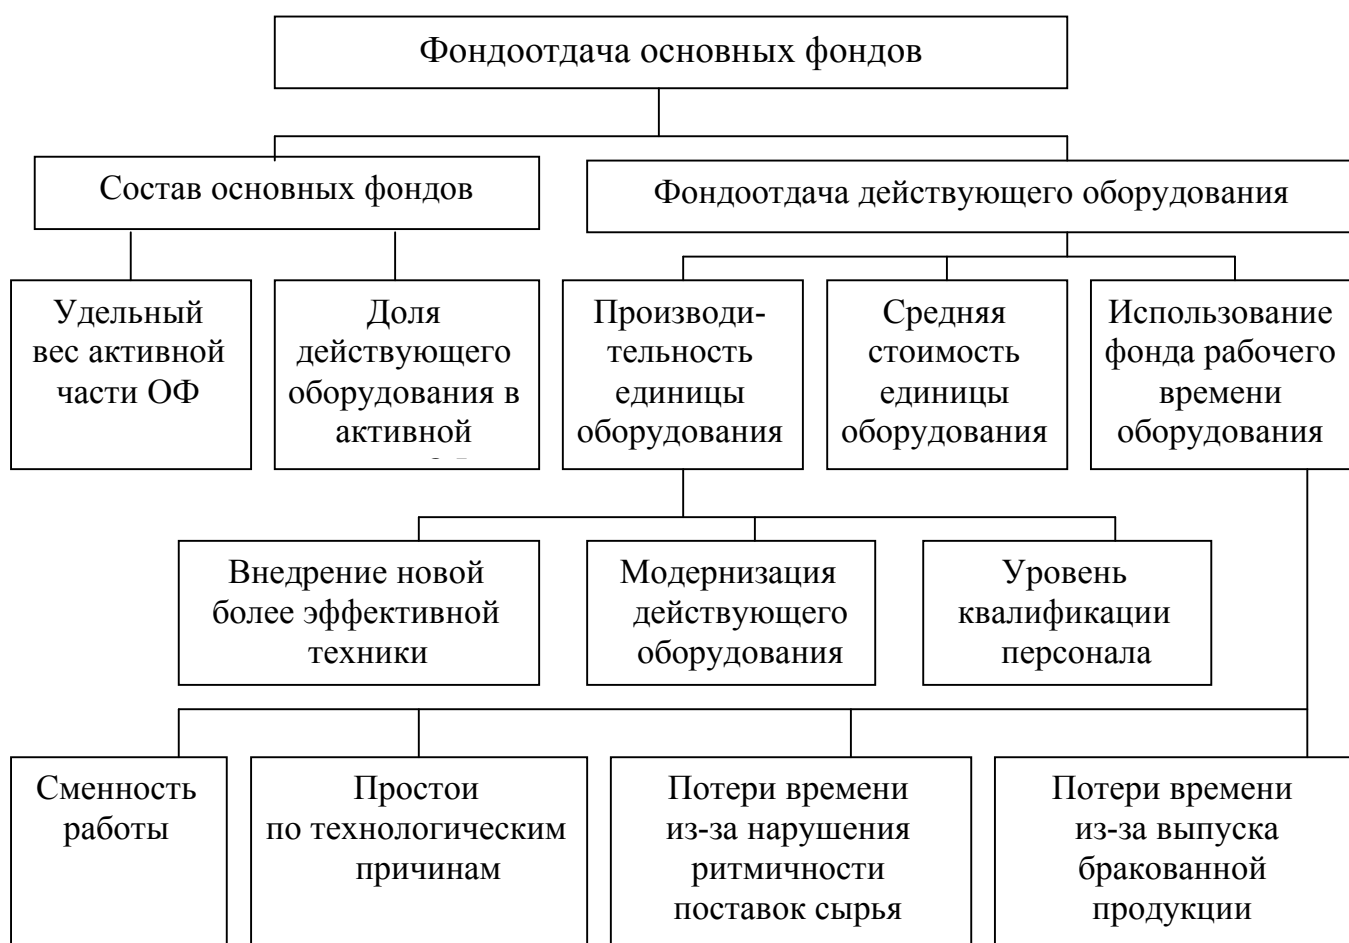 Фондоотдача основных фондов
Состав основных фондов
Фондоотдача действующего оборудования
Удельный
вес активной
части ОФ
Доля
действующего
оборудования в
активной
Производи-
тельность
единицы
оборудования
Средняя
стоимость
единицы
оборудования
Использование
фонда рабочего
времени
оборудования
Внедрение новой
более эффективной
техники
Модернизация
действующего
оборудования
Уровень
квалификации
персонала
Сменность
работы
Простои
по технологическим
причинам
Потери времени
из-за нарушения
ритмичности
поставок сырья
Потери времени
из-за выпуска
бракованной
продукции